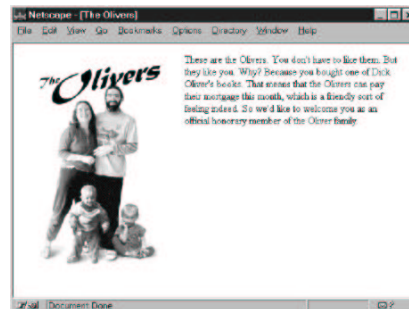 Netscape - [The Olivers]
File Edit View Go Bookmarks Options Directory Window Help
The Olivers
These are the Olivers. You don't have to like them. But
they like you. Why? Because you bought one of Dick
Oliver's books. That means that the Olivers can pay
their mortgage this month, which is a friendly sort of
feeling indeed. So we'd like to welcome you as an
official honorary member of the Oliver family.
Document Done